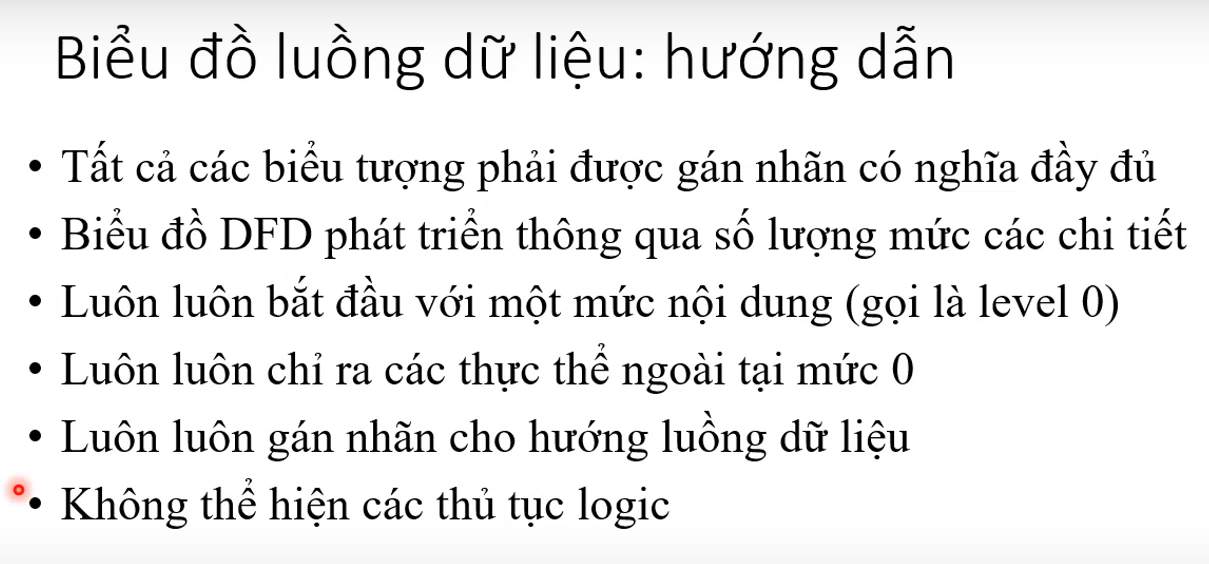 Biểu đồ luồng dữ liệu: hướng dẫn
• Tất cả các biểu tượng phải được gán nhãn có nghĩa đầy đủ
• Biểu đồ DFD phát triển thông qua số lượng mức các chi tiết
• Luôn luôn bắt đầu với một mức nội dung (gọi là level 0)
• Luôn luôn chỉ ra các thực thể ngoài tại mức 0
• Luôn luôn gán nhãn cho hướng luồng dữ liệu
• Không thể hiện các thủ tục logic